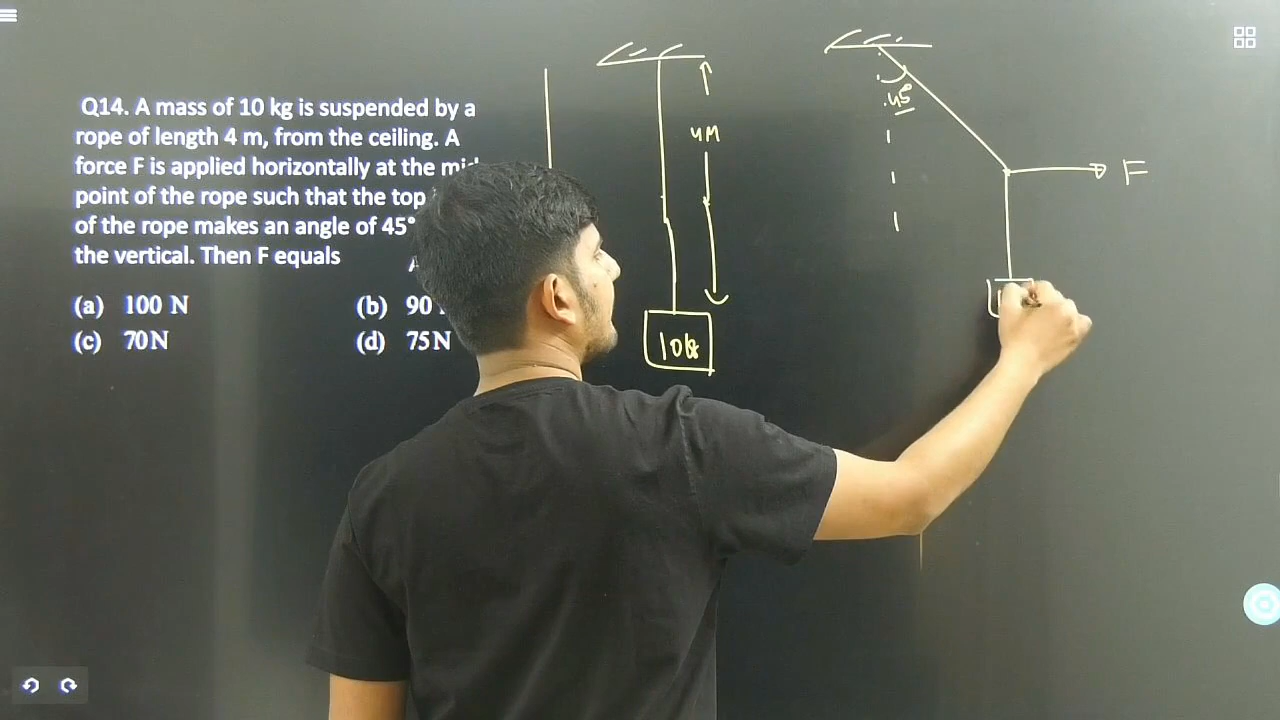 Q14. A mass of 10 kg is suspended by a
rope of length 4 m, from the ceiling. A
force F is applied horizontally at the
point of the rope such that the top
of the rope makes an angle of 45°
the vertical. Then F equals
(a) 100 N
(b) 90
(c) 70N
(d) 75N
4M
10kg
45°
F